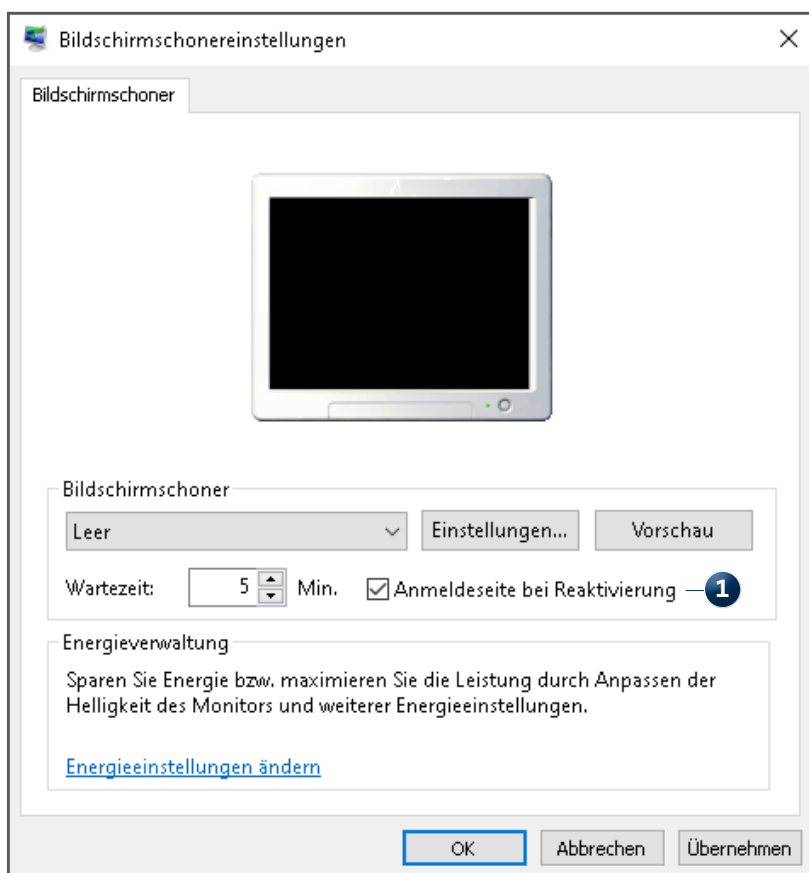 Bildschirmschonereinstellungen
Bildschirmschoner
Bildschirmschoner
Leer
Einstellungen...
Vorschau
Wartezeit: 5 Min. Anmeldeseite bei Reaktivierung 1
Energieverwaltung
Sparen Sie Energie bzw. maximieren Sie die Leistung durch Anpassen der
Helligkeit des Monitors und weiterer Energieeinstellungen.
Energieeinstellungen ändern
OK
Abbrechen
Übernehmen